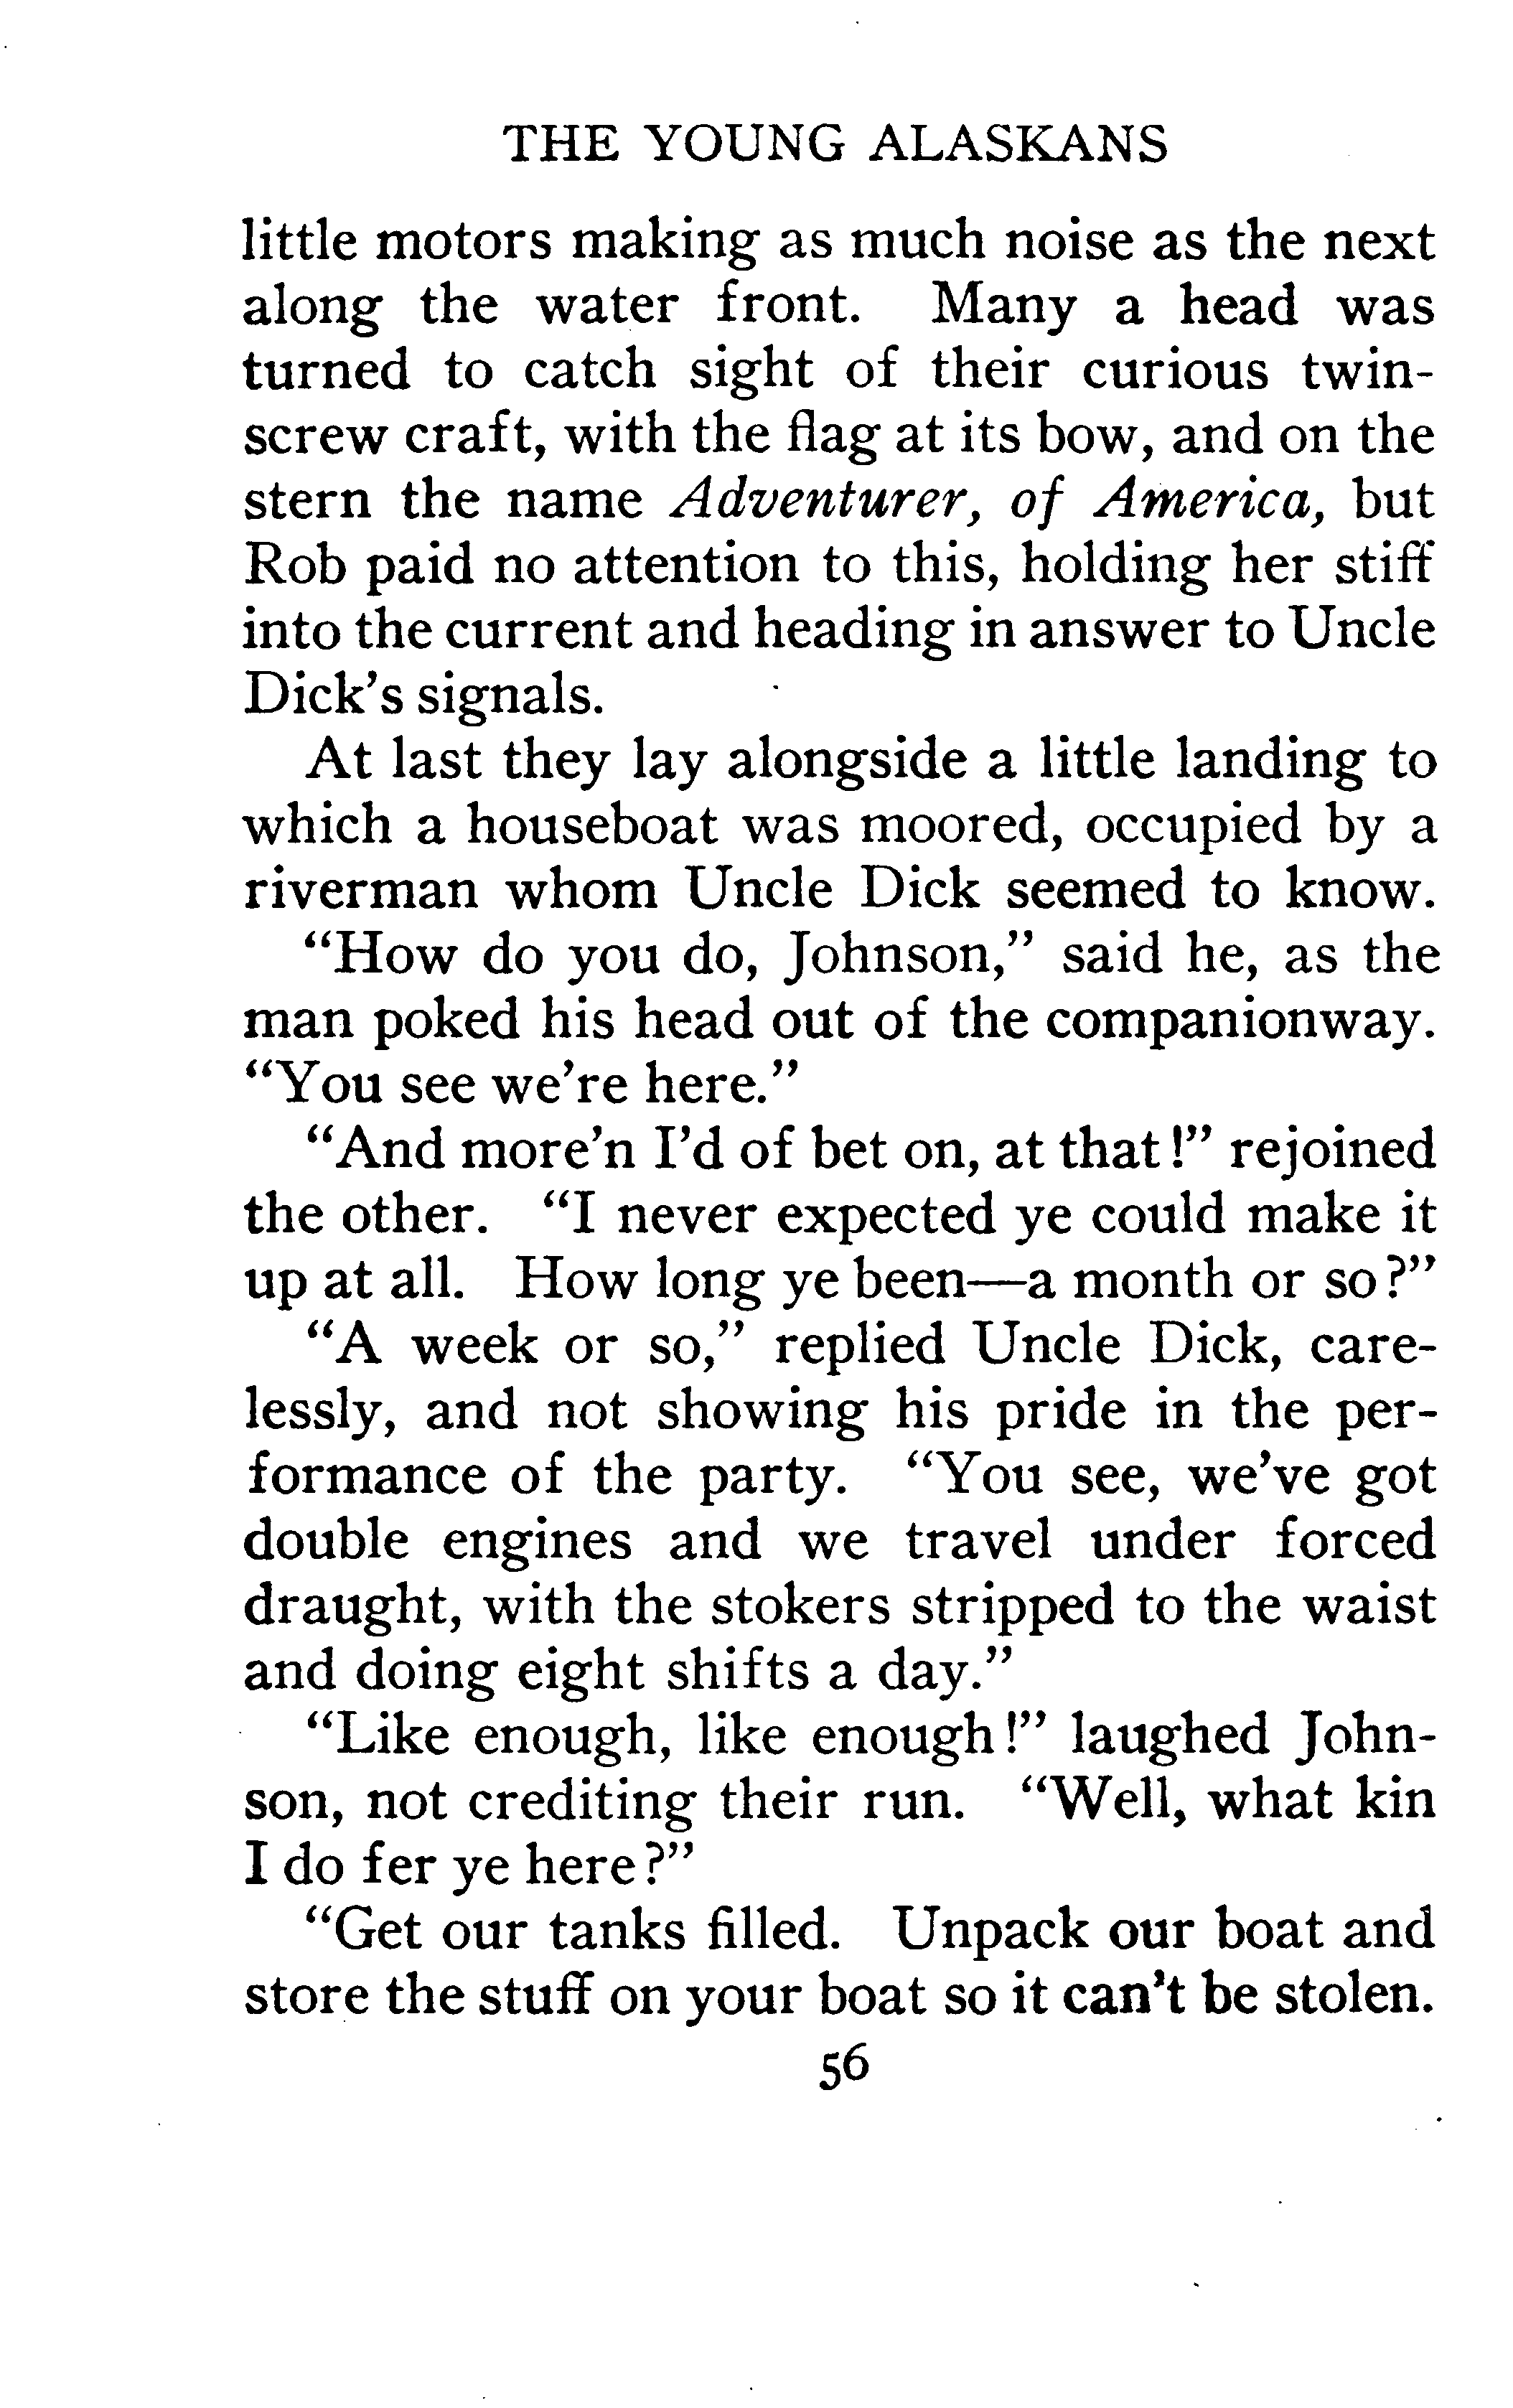 THE YOUNG ALASKANS
little motors making as much noise as the next
along the water front. Many a head was
turned to catch sight of their curious twin-
screw craft, with the flag at its bow, and on the
stern the name Adventurer, of America, but
Rob paid no attention to this, holding her stiff
into the current and heading in answer to Uncle
Dick's signals.
At last they lay alongside a little landing to
which a houseboat was moored, occupied by a
riverman whom Uncle Dick seemed to know.
“How do you do, Johnson,” said he, as the
man poked his head out of the companionway.
“You see we're here.”
“And more'n I'd of bet on, at that!” rejoined
the other. “I never expected ye could make it
up at all. How long ye been—a month or so?”
“A week or so,” replied Uncle Dick, care-
lessly, and not showing his pride in the per-
formance of the party. “You see, we've got
double engines and we travel under forced
draught, with the stokers stripped to the waist
and doing eight shifts a day.”
“Like enough, like enough!” laughed John-
son, not crediting their run. “Well, what kin
I do fer ye here?”
“Get our tanks filled. Unpack our boat and
store the stuff on your boat so it can't be stolen.
56